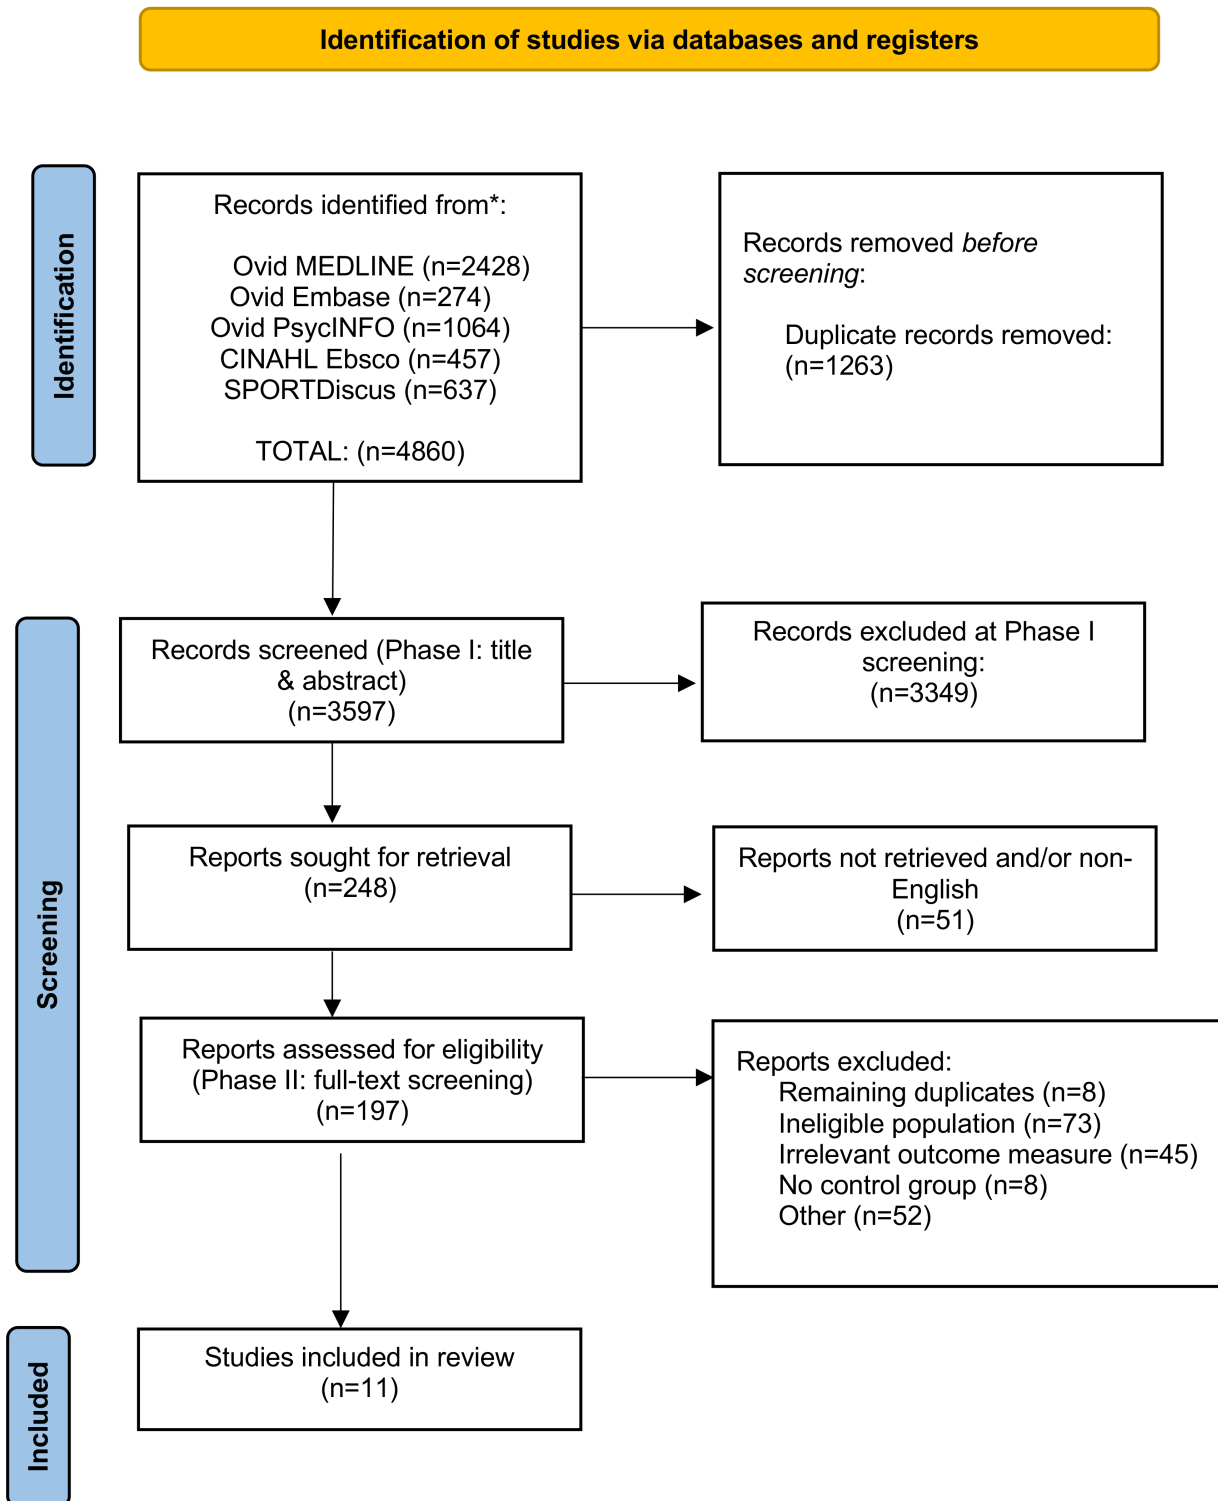 Identification of studies via databases and registers
Identification
Records identified from*:
Ovid MEDLINE (n=2428)
Ovid Embase (n=274)
Ovid PsycINFO (n=1064)
CINAHL Ebsco (n=457)
SPORTDiscus (n=637)
TOTAL: (n=4860)
Records removed before
screening:
Duplicate records removed:
(n=1263)
Screening
Records screened (Phase I: title
& abstract)
(n=3597)
Records excluded at Phase I
screening:
(n=3349)
Reports sought for retrieval
(n=248)
Reports not retrieved and/or non-
English
(n=51)
Reports assessed for eligibility
(Phase II: full-text screening)
(n=197)
Reports excluded:
Remaining duplicates (n=8)
Ineligible population (n=73)
Irrelevant outcome measure (n=45)
No control group (n=8)
Other (n=52)
Included
Studies included in review
(n=11)